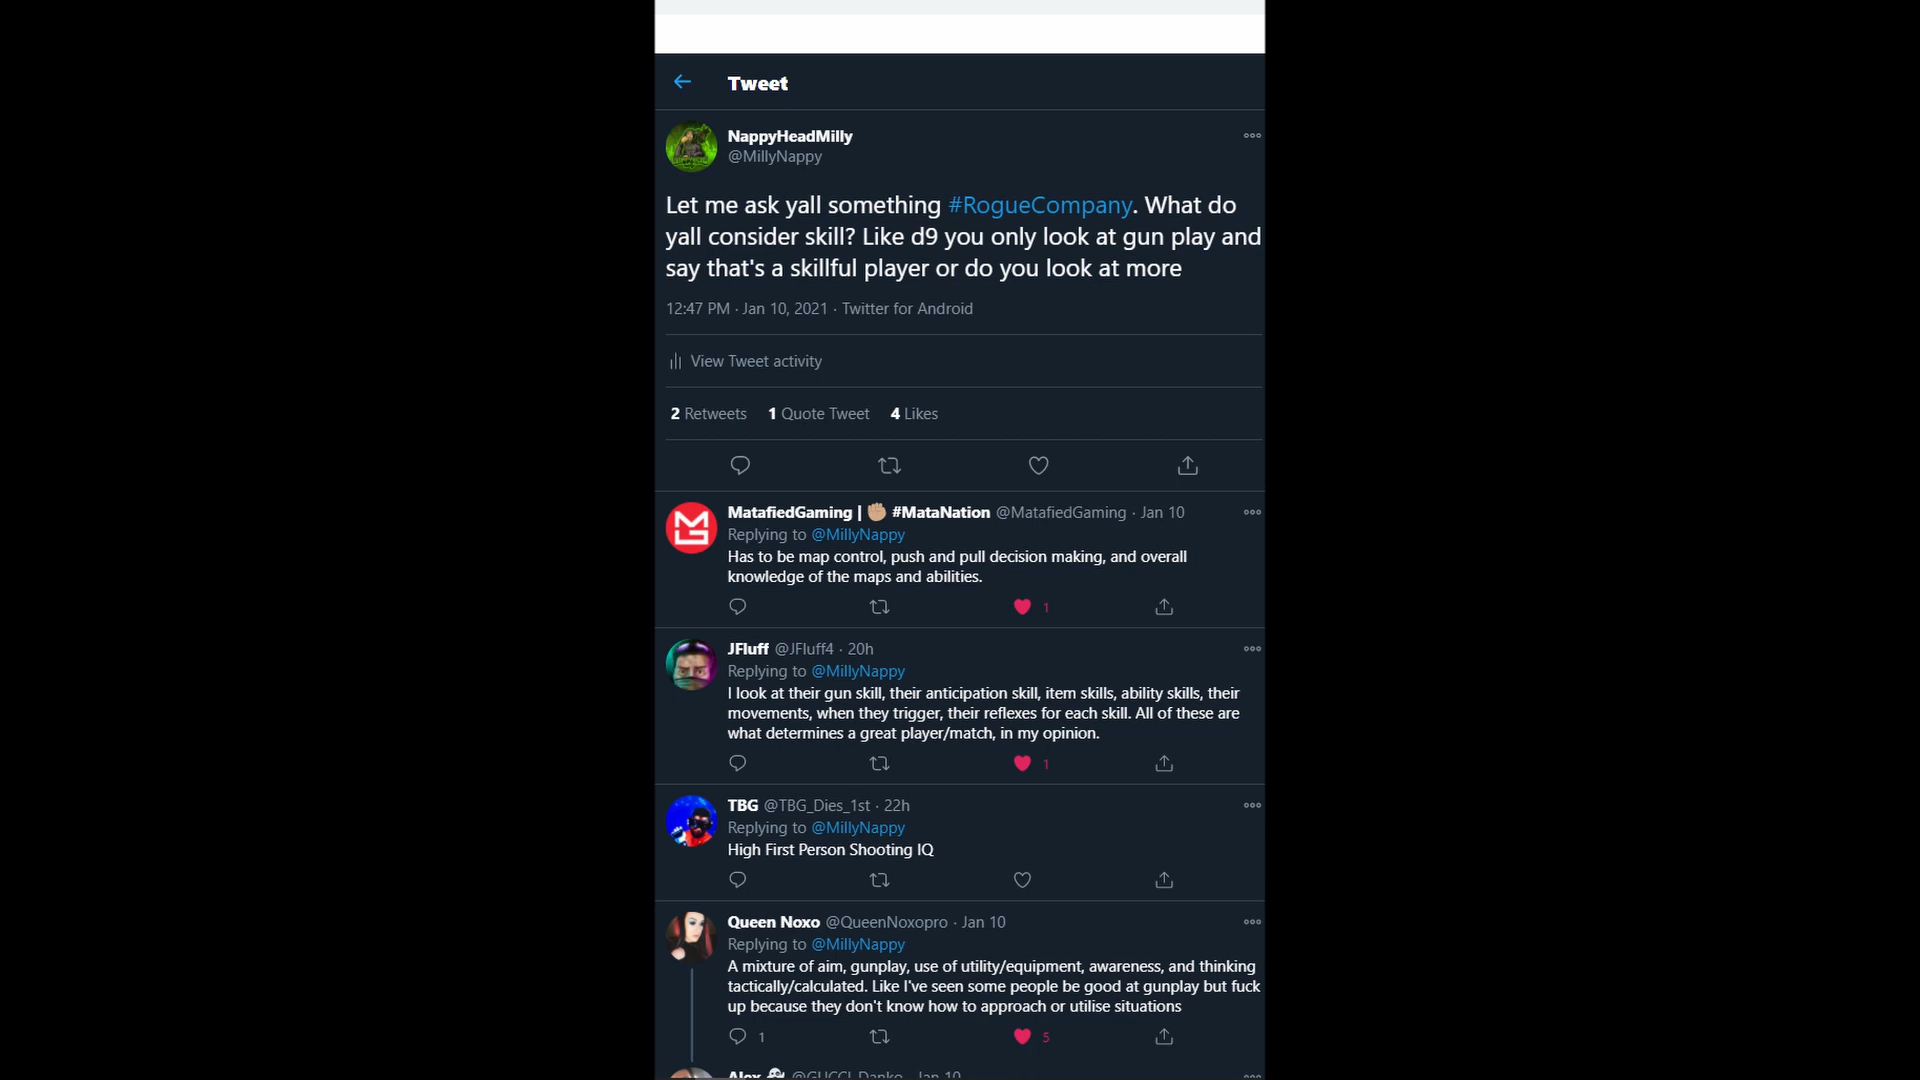 Tweet
NappyHeadMilly
@MillyNappy
Let me ask yall something #RogueCompany. What do
yall consider skill? Like d9 you only look at gun play and
say that's a skillful player or do you look at more
12:47 PM · Jan 10, 2021 · Twitter for Android
View Tweet activity
2 Retweets 1 Quote Tweet 4 Likes
MatafiedGaming | ✊🏼 #MataNation @MatafiedGaming · Jan 10
Replying to @MillyNappy
Has to be map control, push and pull decision making, and overall
knowledge of the maps and abilities.
1
JFluff @JFluff4 · 20h
Replying to @MillyNappy
I look at their gun skill, their anticipation skill, item skills, ability skills, their
movements, when they trigger, their reflexes for each skill. All of these are
what determines a great player/match, in my opinion.
1
TBG @TBG_Dies_1st · 22h
Replying to @MillyNappy
High First Person Shooting IQ
Queen Noxo @QueenNoxopro · Jan 10
Replying to @MillyNappy
A mixture of aim, gunplay, use of utility/equipment, awareness, and thinking
tactically/calculated. Like I've seen some people be good at gunplay but fuck
up because they don't know how to approach or utilise situations
1 5
Alex @GUCCI_Danko · Jan 10